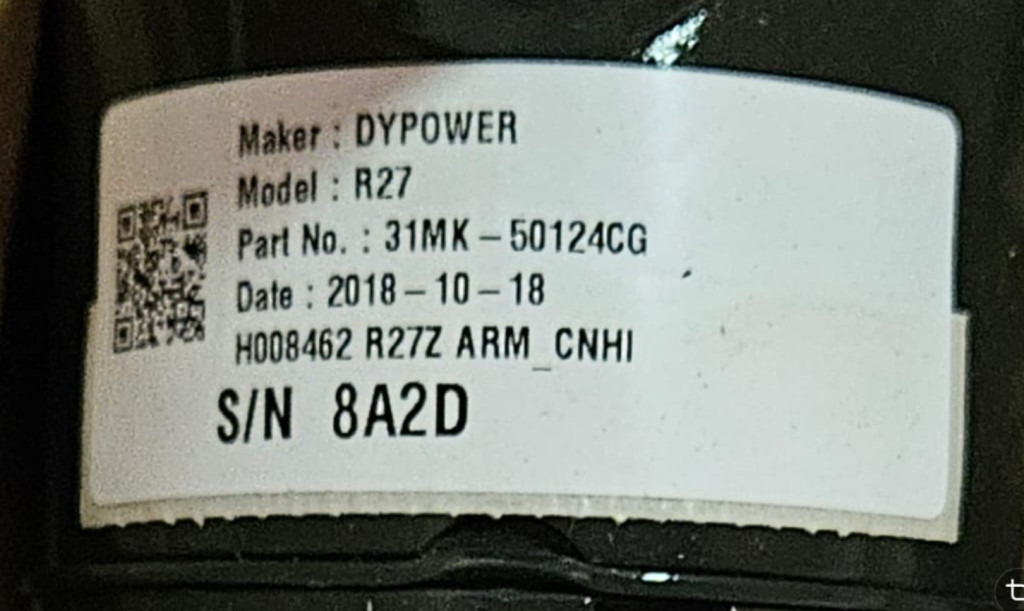 Maker : DYPOWER
Model : R27
Part No. : 31MK - 50124CG
Date : 2018 - 10 - 18
H008462 R27Z ARM_CNHI
S/N 8A2D